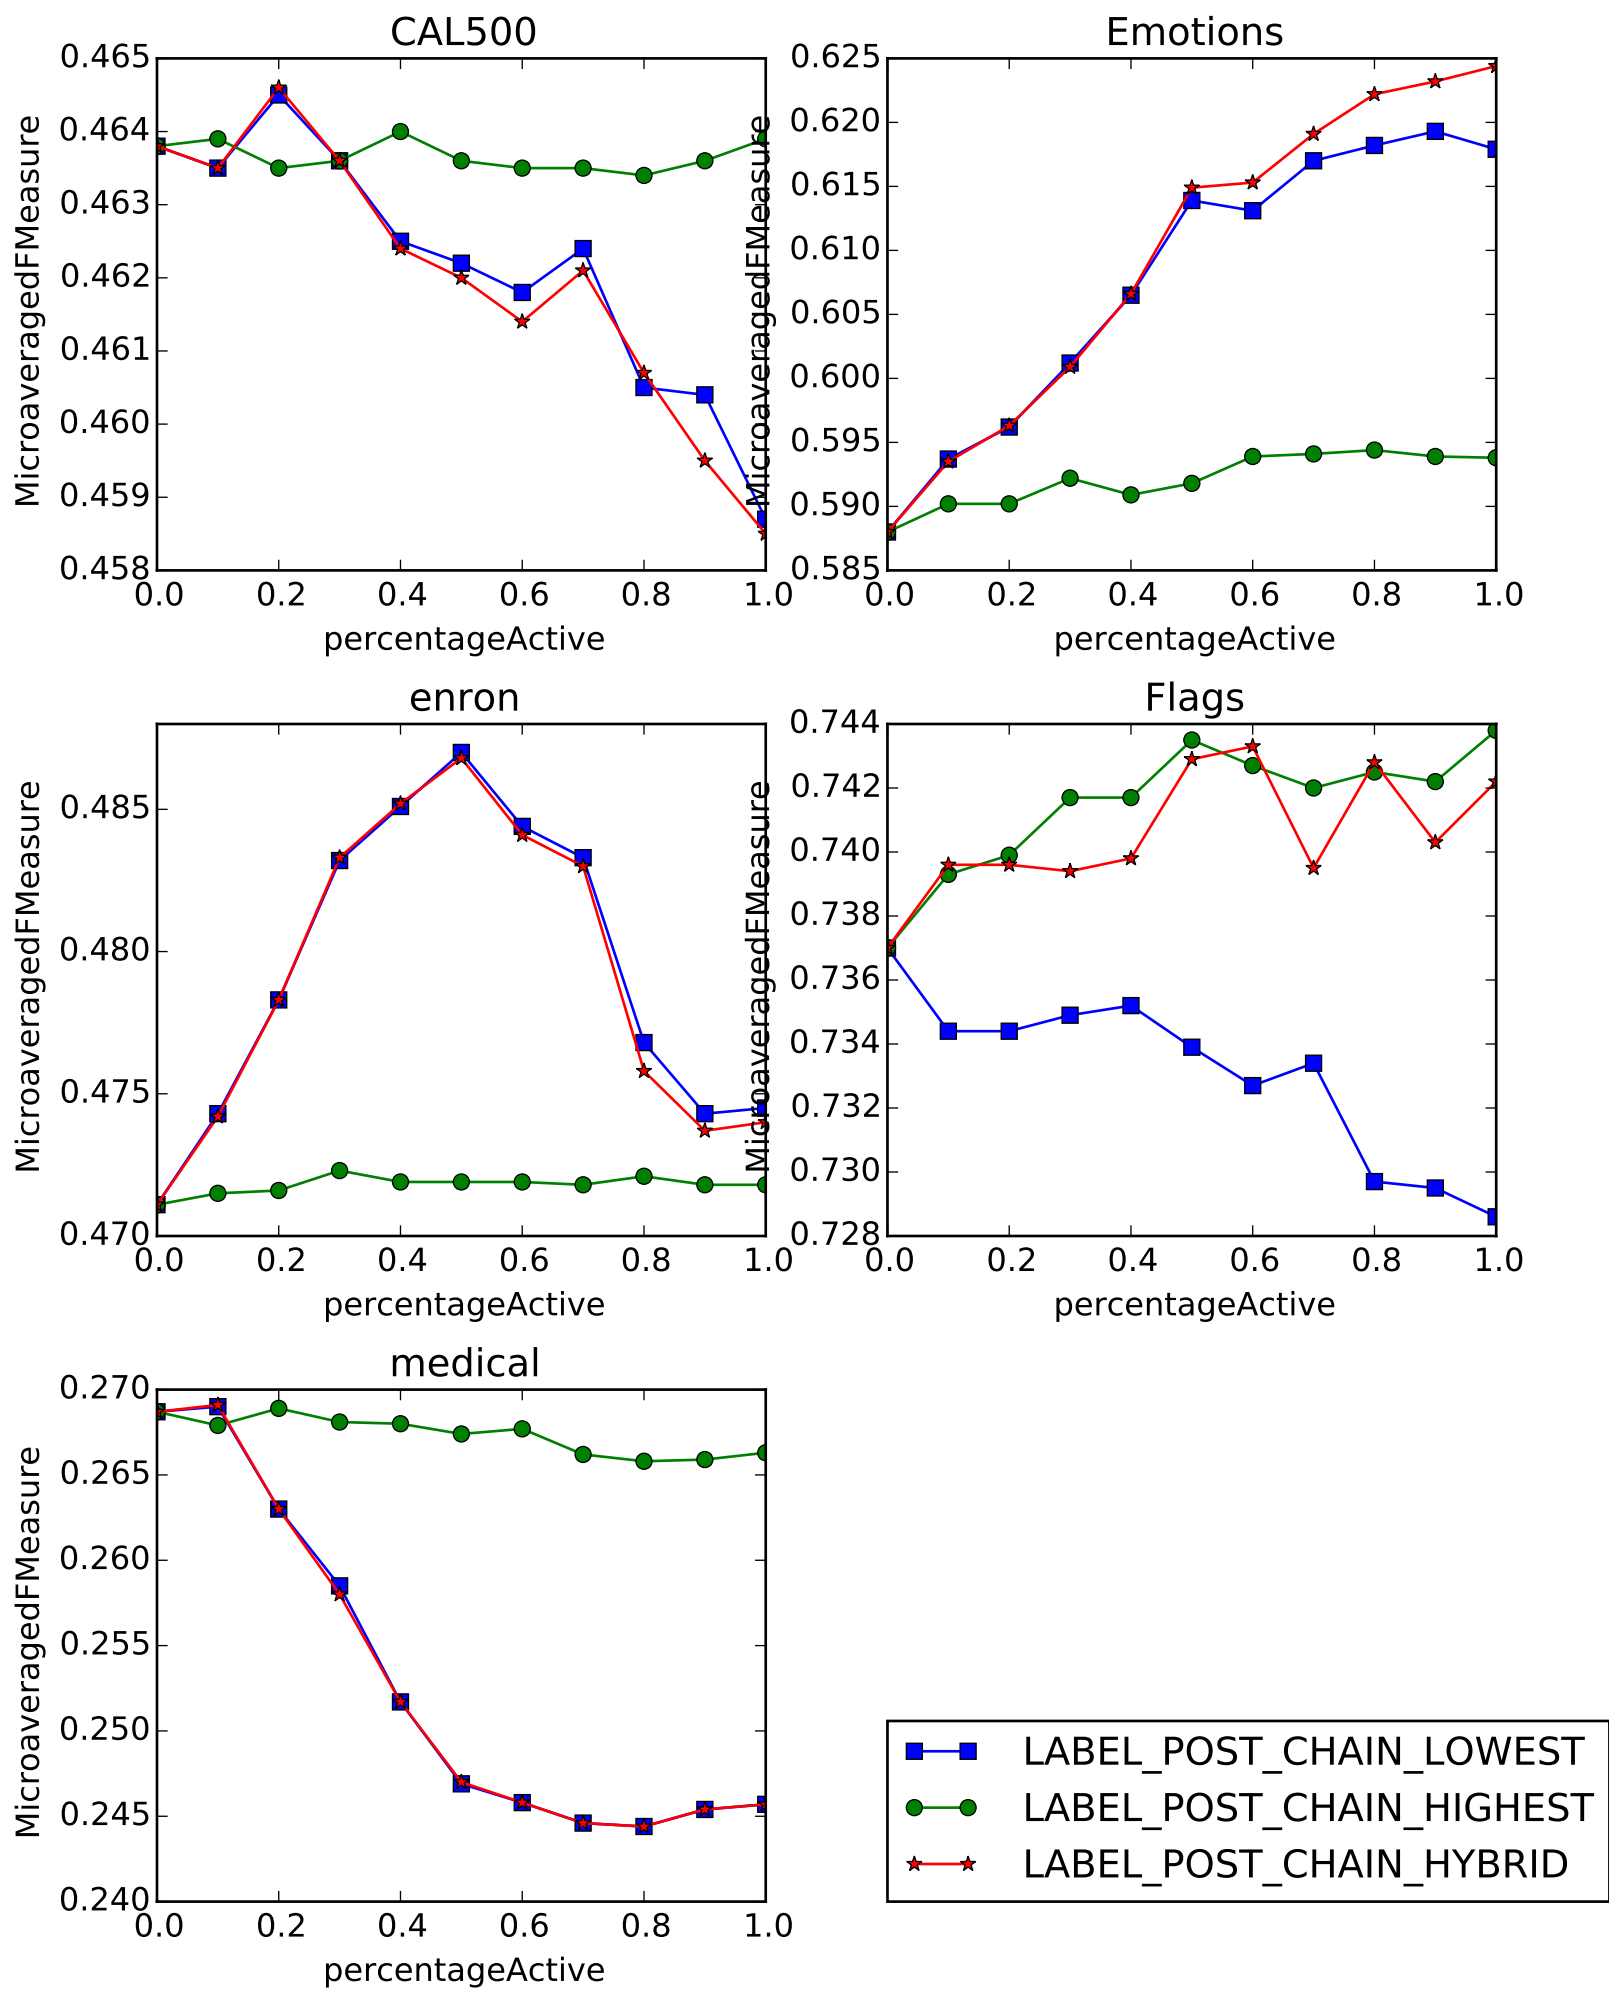 CAL500
0.465
0.464
0.463
0.462
0.461
0.460
0.459
0.458
MicroaveragedFMeasure
0.0 0.2 0.4 0.6 0.8 1.0
percentageActive
Emotions
0.625
0.620
0.615
0.610
0.605
0.600
0.595
0.590
0.585
MicroaveragedFMeasure
0.0 0.2 0.4 0.6 0.8 1.0
percentageActive
enron
0.485
0.480
0.475
0.470
MicroaveragedFMeasure
0.0 0.2 0.4 0.6 0.8 1.0
percentageActive
Flags
0.744
0.742
0.740
0.738
0.736
0.734
0.732
0.730
0.728
MicroaveragedFMeasure
0.0 0.2 0.4 0.6 0.8 1.0
percentageActive
medical
0.270
0.265
0.260
0.255
0.250
0.245
0.240
MicroaveragedFMeasure
0.0 0.2 0.4 0.6 0.8 1.0
percentageActive
LABEL_POST_CHAIN_LOWEST
LABEL_POST_CHAIN_HIGHEST
LABEL_POST_CHAIN_HYBRID